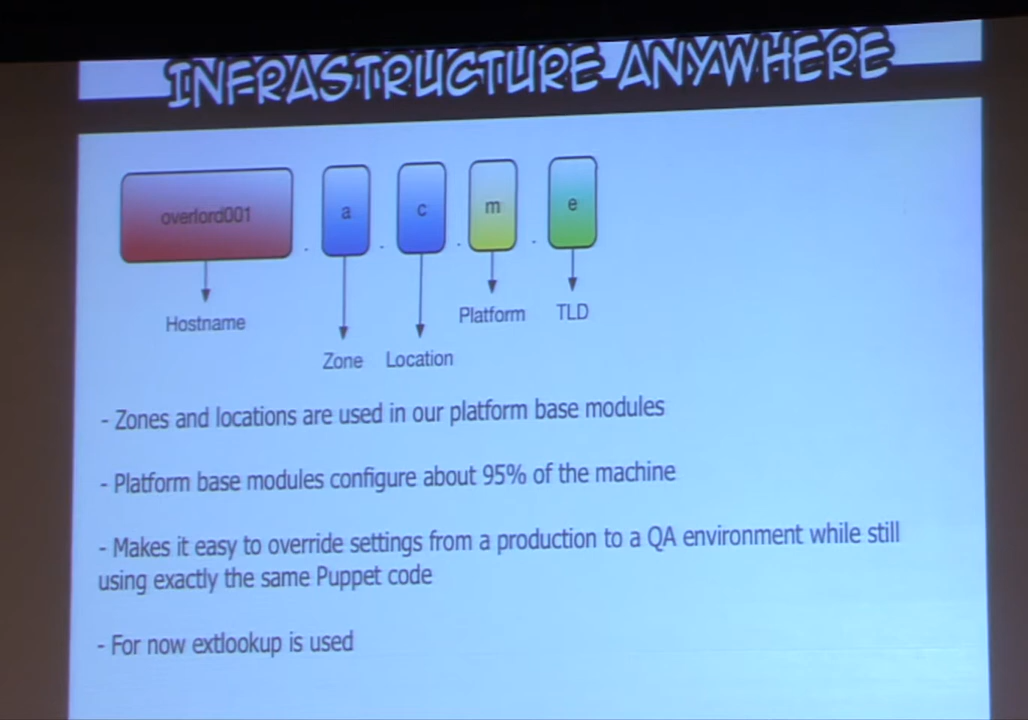 INFRASTRUCTURE ANYWHERE
overlord001 . a . c . m . e
Hostname
Platform TLD
Zone Location
- Zones and locations are used in our platform base modules
- Platform base modules configure about 95% of the machine
- Makes it easy to override settings from a production to a QA environment while still
using exactly the same Puppet code
- For now extlookup is used